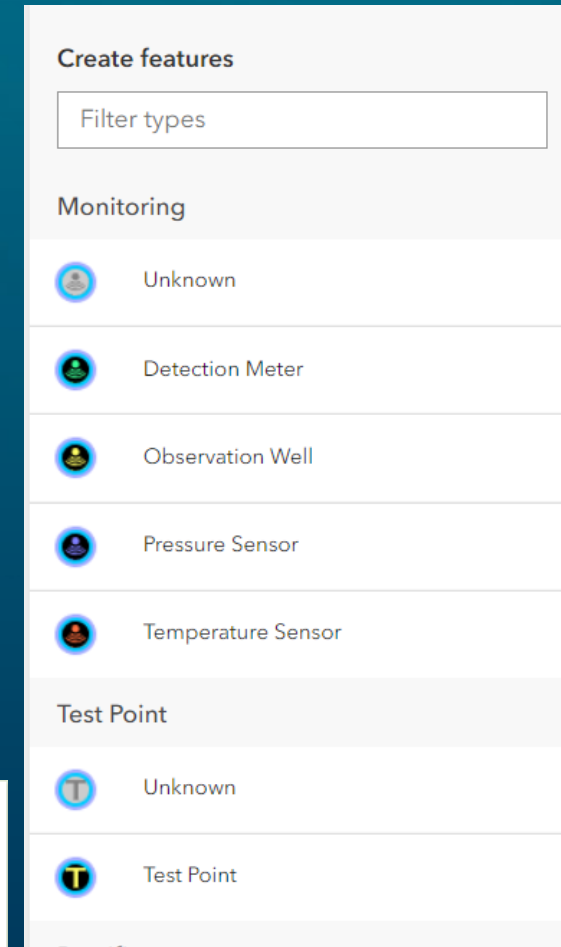 Create features
Filter types
Monitoring
Unknown
Detection Meter
Observation Well
Pressure Sensor
Temperature Sensor
Test Point
Unknown
T
Test Point
T